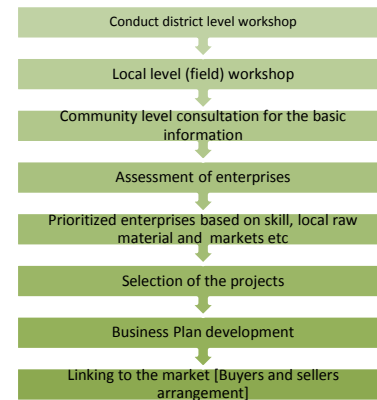 Conduct district level workshop
Local level (field) workshop
Community level consultation for the basic
information
Assessment of enterprises
Prioritized enterprises based on skill, local raw
material and  markets etc
Selection of the projects
Business Plan development
Linking to the market [Buyers and sellers
arrangement]